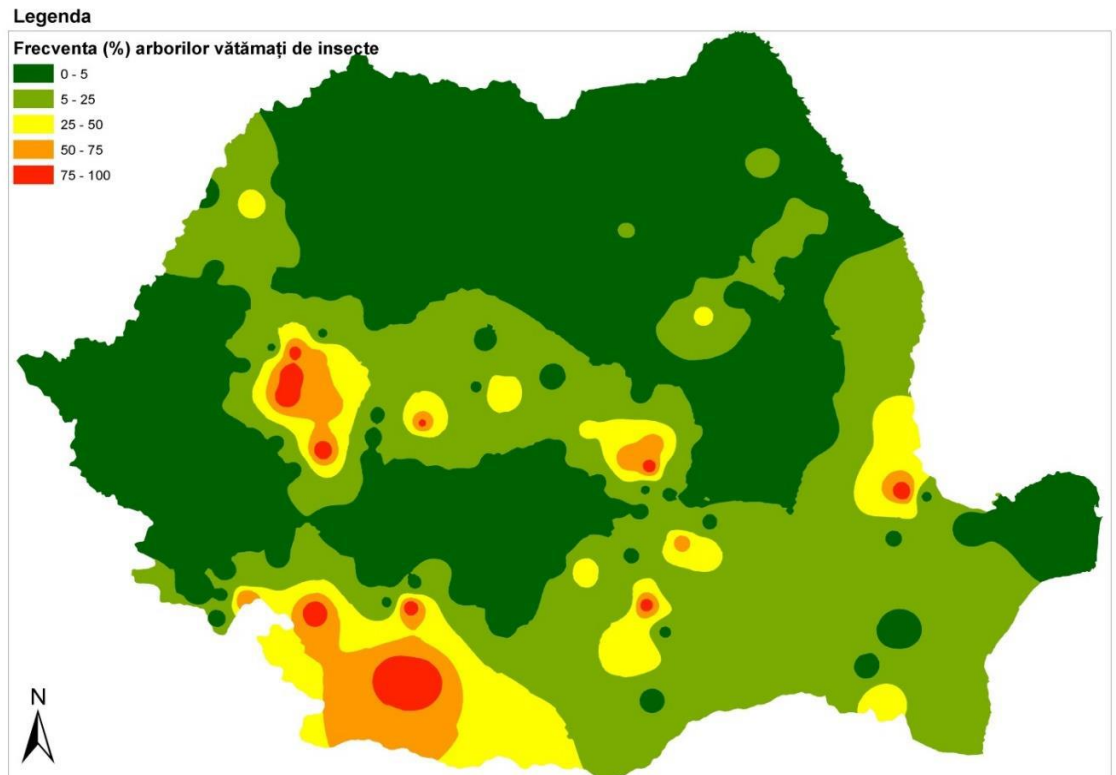 Legenda
Frecventa (%) arborilor vătămați de insecte
0 - 5
5 - 25
25 - 50
50 - 75
75 - 100
N